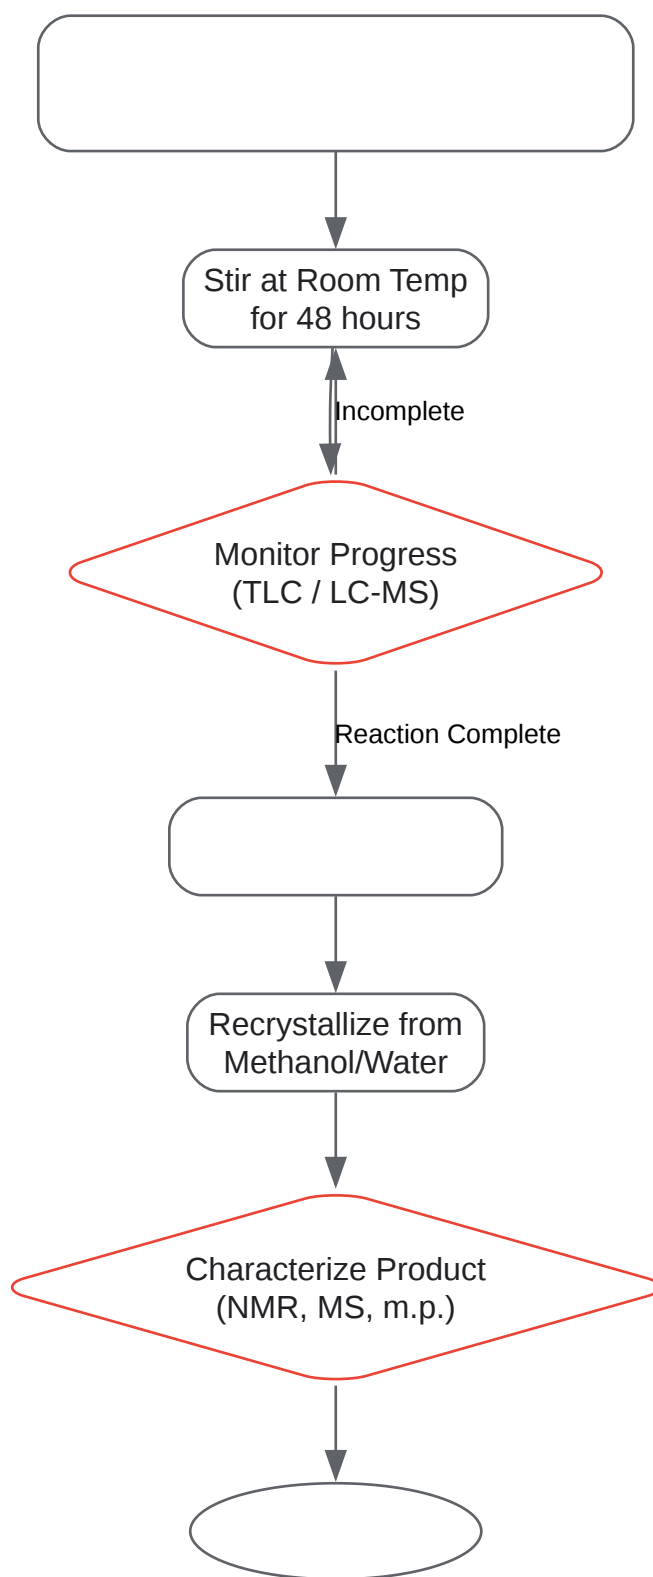 Stir at Room Temp
for 48 hours
Incomplete
Monitor Progress
(TLC / LC-MS)
Reaction Complete
Recrystallize from
Methanol/Water
Characterize Product
(NMR, MS, m.p.)